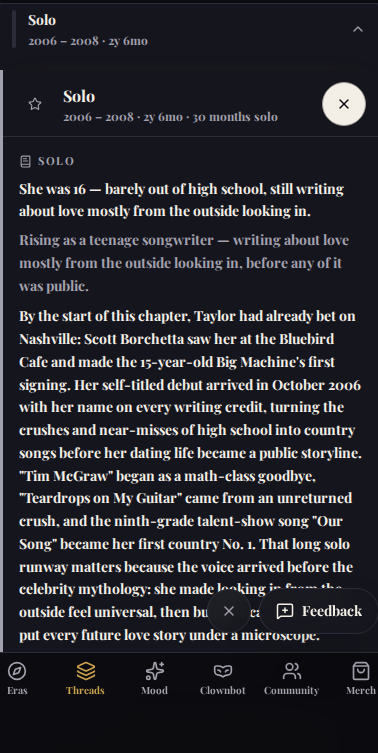 Solo
2006 – 2008 · 2y 6mo
Solo
2006 – 2008 · 2y 6mo · 30 months solo
SOLO
She was 16 — barely out of high school, still writing
about love mostly from the outside looking in.
Rising as a teenage songwriter — writing about love
mostly from the outside looking in, before any of it
was public.
By the start of this chapter, Taylor had already bet on
Nashville: Scott Borchetta saw her at the Bluebird
Cafe and made the 15-year-old Big Machine's first
signing. Her self-titled debut arrived in October 2006
with her name on every writing credit, turning the
crushes and near-misses of high school into country
songs before her dating life became a public storyline.
"Tim McGraw" began as a math-class goodbye,
"Teardrops on My Guitar" came from an unreturned
crush, and the ninth-grade talent-show song "Our
Song" became her first country No. 1. That long solo
runway matters because the voice arrived before the
celebrity mythology: she made looking in from the
outside feel universal, then
put every future love story under a microscope.
Feedback
Eras
Threads
Mood
Clownbot
Community
Merch